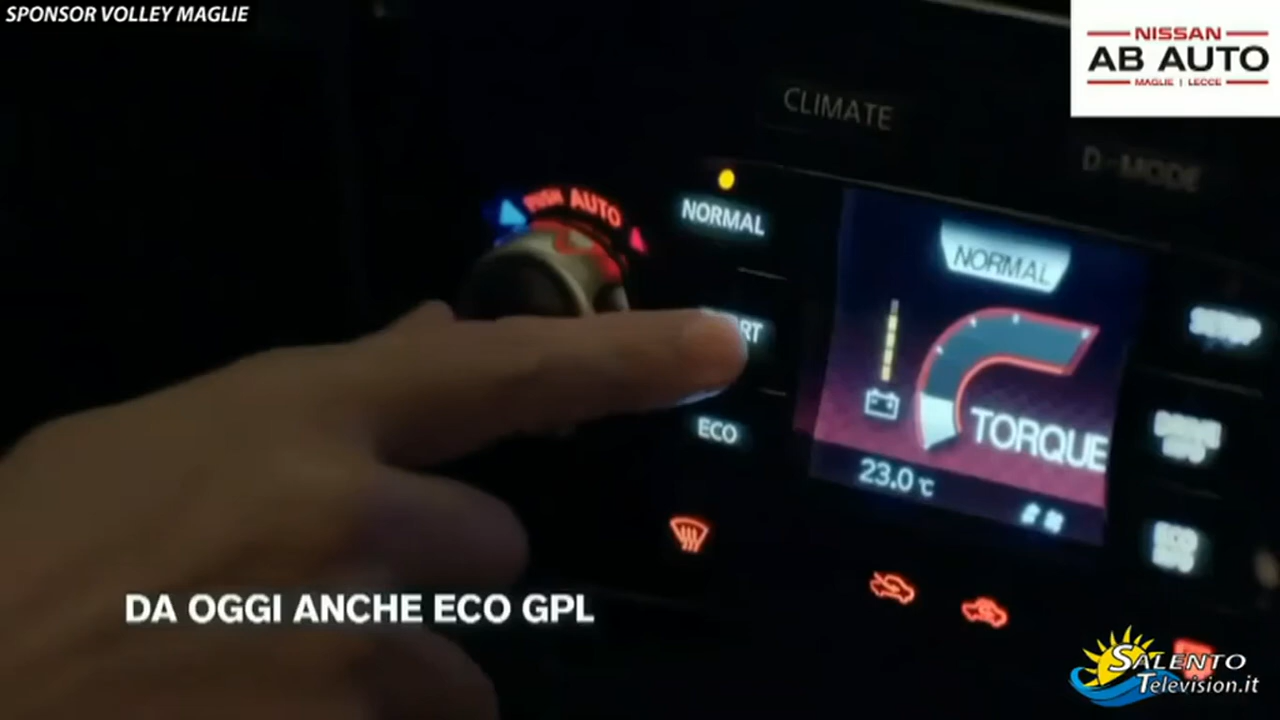 SPONSOR VOLLEY MAGLIE
NISSAN
AB AUTO
MAGLIE | LECCE
CLIMATE
D-MODE
PUSH AUTO
NORMAL
NORMAL
ECO
TORQUE
23.0 °C
DA OGGI ANCHE ECO GPL
SALENTO
Television.it